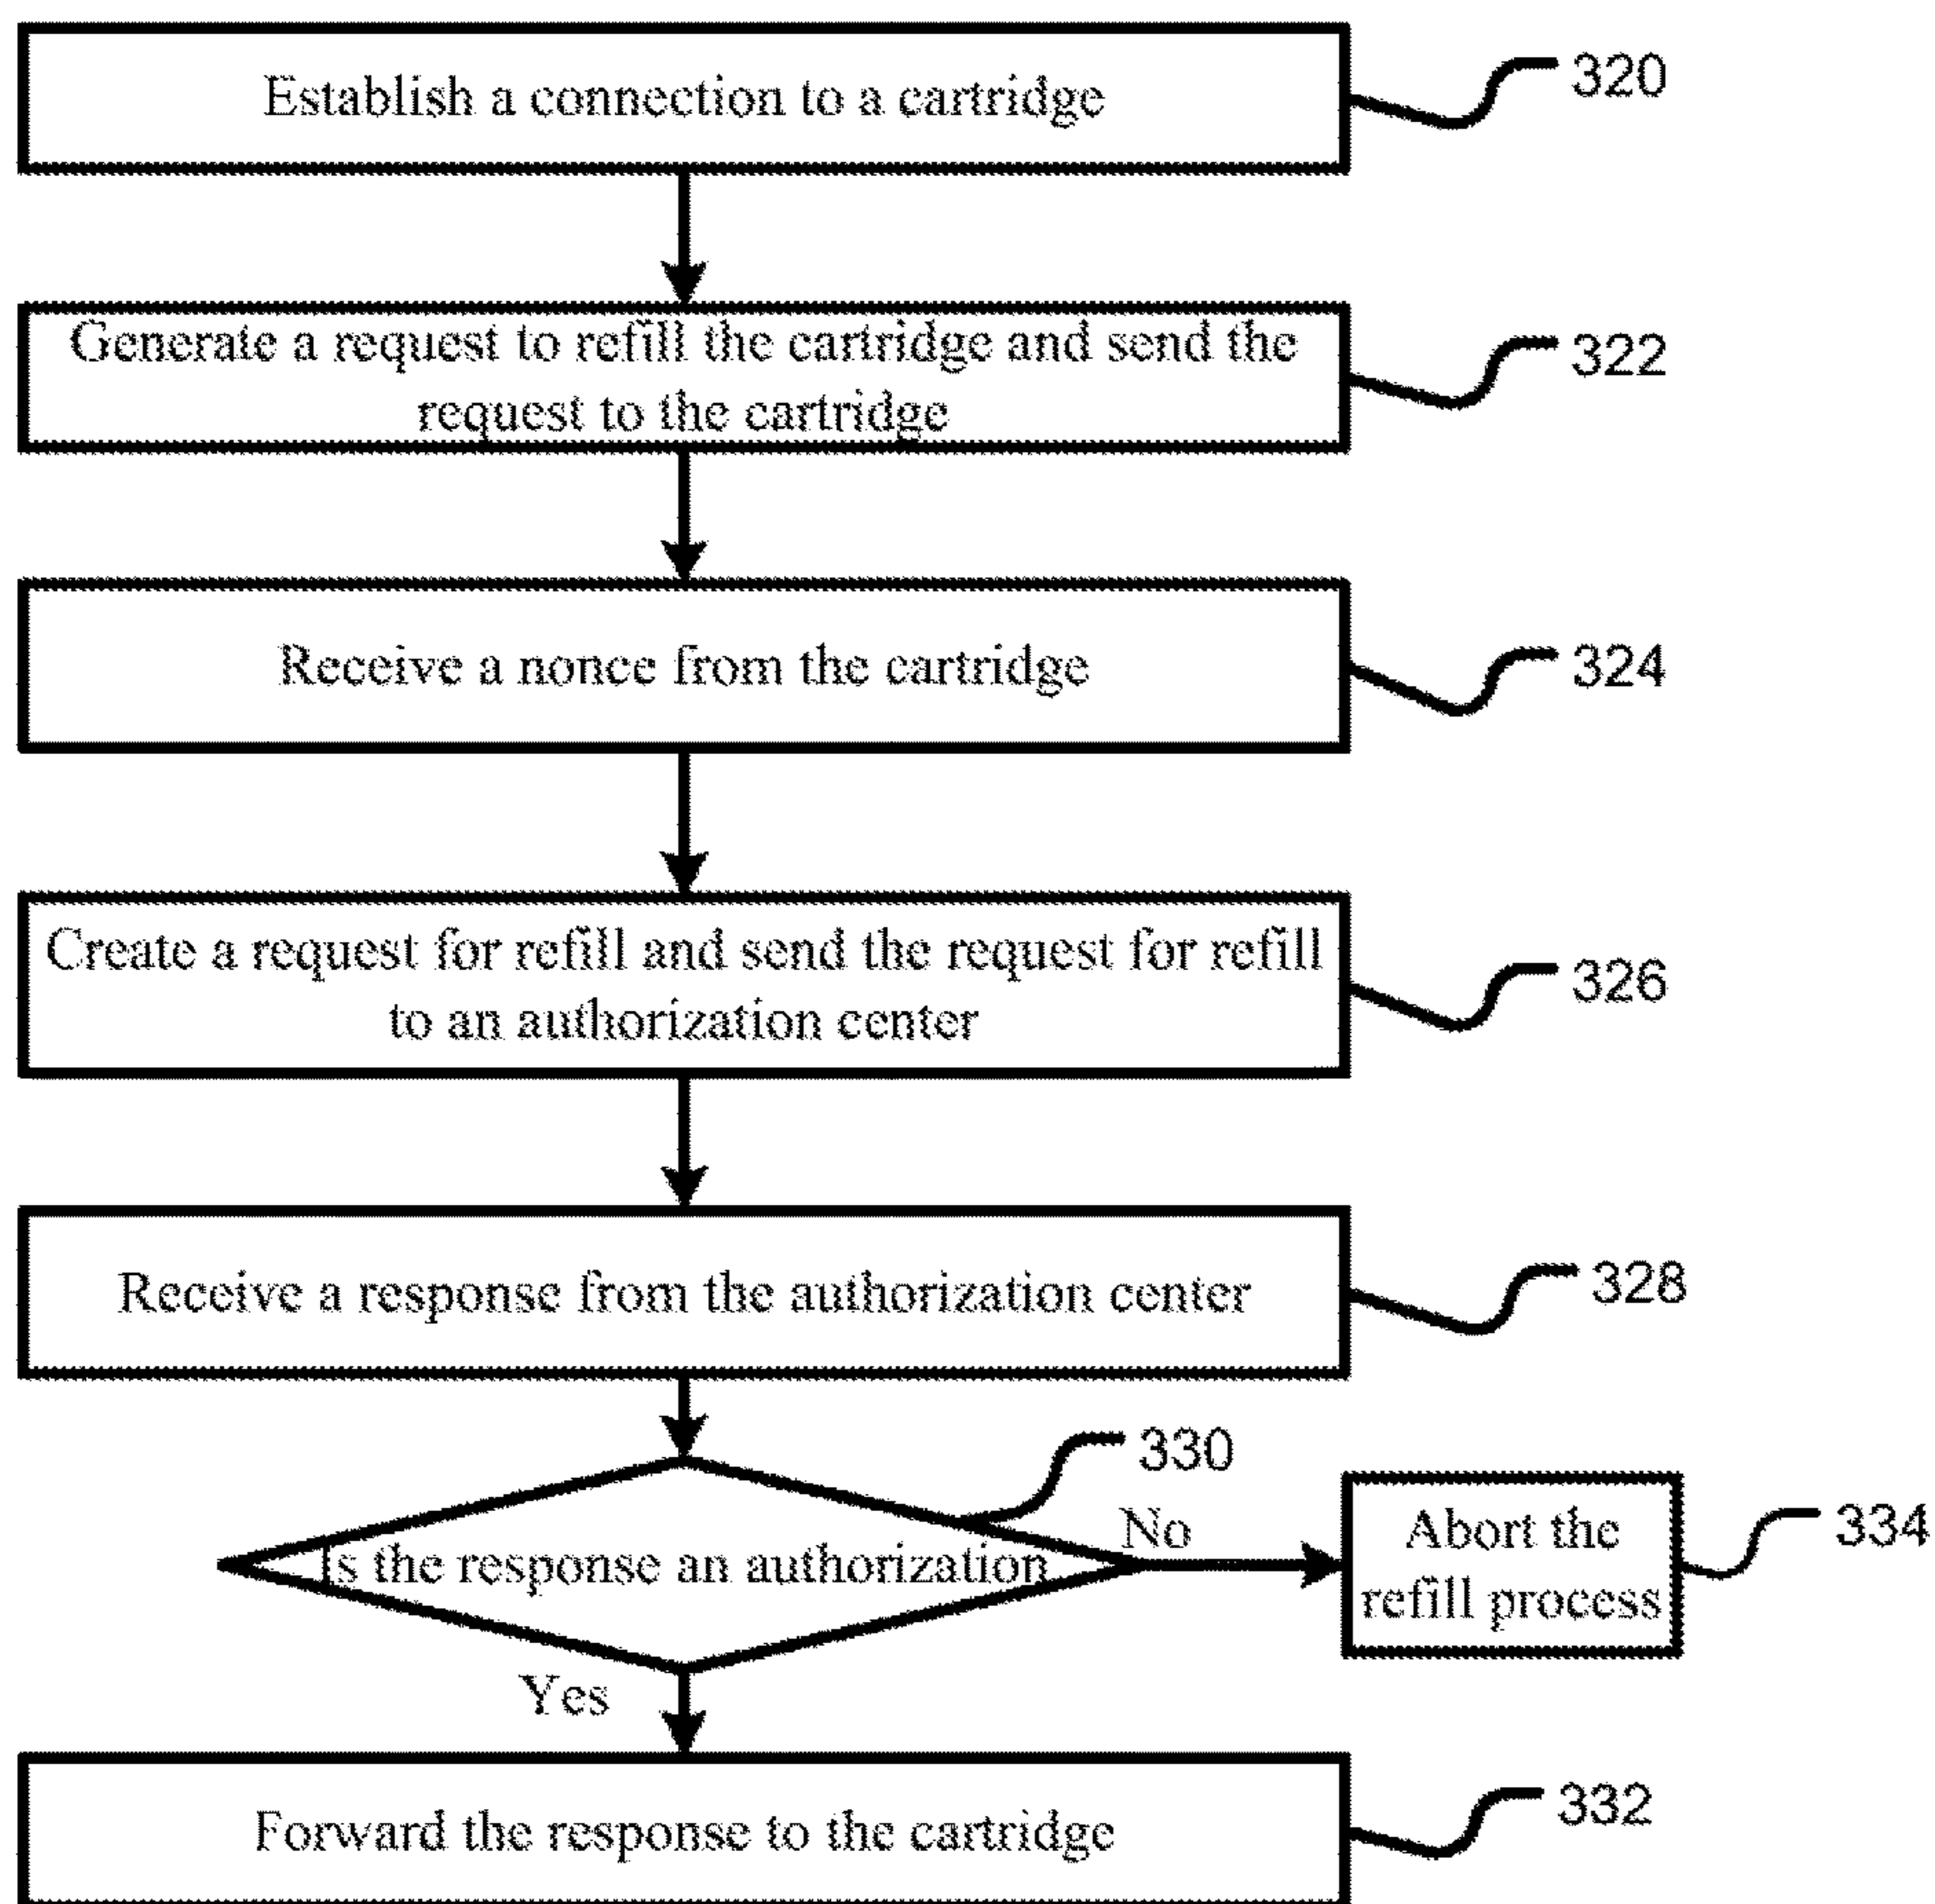 Establish a connection to a cartridge
320
Generate a request to refill the cartridge and send the
request to the cartridge
322
Receive a nonce from the cartridge
324
Create a request for refill and send the request for refill
to an authorization center
326
Receive a response from the authorization center
328
330
Is the response an authorization
No
Abort the
refill process
334
Yes
Forward the response to the cartridge
332